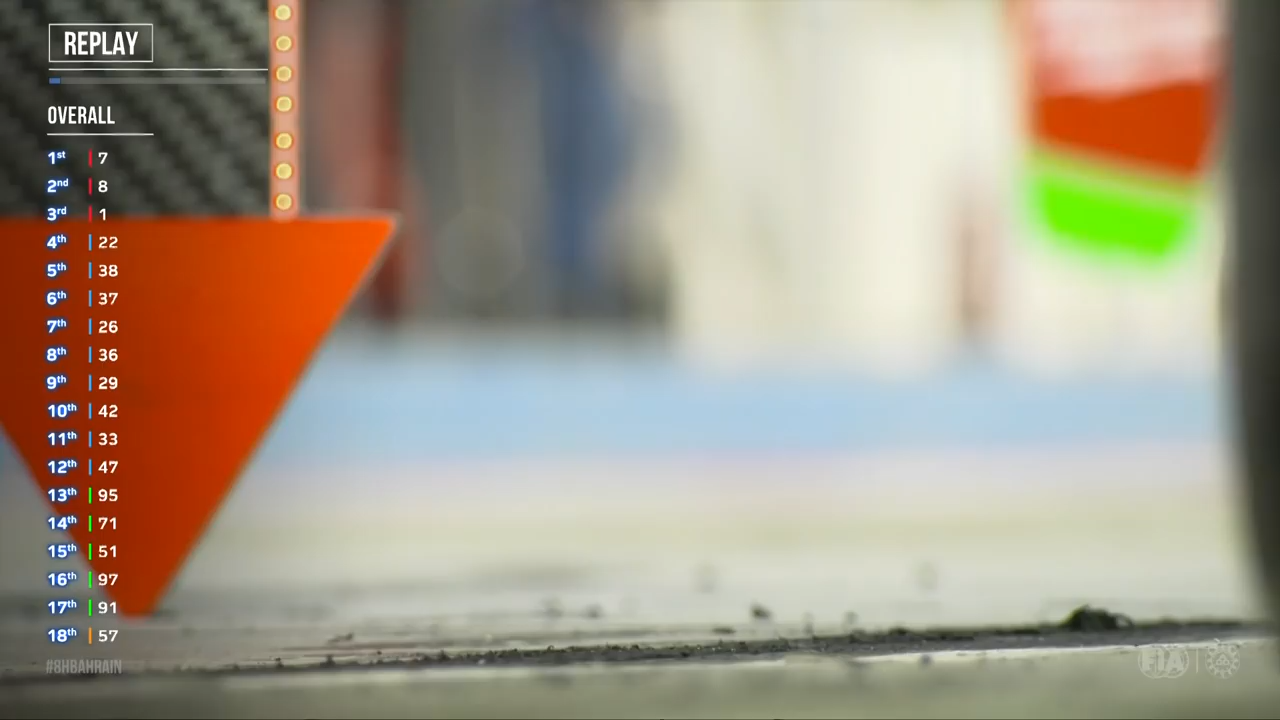 REPLAY
OVERALL
1st 7
2nd 8
3rd 1
4th 22
5th 38
6th 37
7th 26
8th 36
9th 29
10th 42
11th 33
12th 47
13th 95
14th 71
15th 51
16th 97
17th 91
18th 57
#8HBAHRAIN
FIA